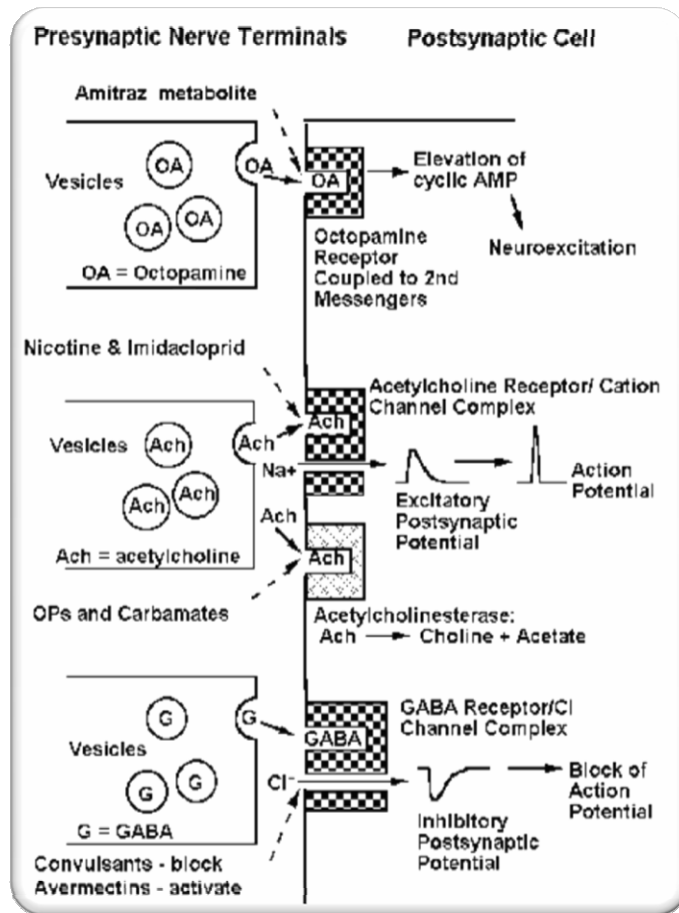 Presynaptic Nerve Terminals
Postsynaptic Cell
Amitraz metabolite
Vesicles
OA
OA
OA
OA
OA
OA = Octopamine
Elevation of
cyclic AMP
Neuroexcitation
Octopamine
Receptor
Coupled to 2nd
Messengers
Nicotine & Imidacloprid
Acetylcholine Receptor/ Cation
Channel Complex
Vesicles
Ach
Ach
Ach
Ach
Ach
Na+
Action
Potential
Excitatory
Postsynaptic
Potential
Ach
Ach
Ach = acetylcholine
OPs and Carbamates
Acetylcholinesterase:
Ach
Choline + Acetate
GABA Receptor/Cl
Channel Complex
Vesicles
G
G
G
G
GABA
Cl⁻
G = GABA
Block of
Action
Potential
Inhibitory
Postsynaptic
Potential
Convulsants - block
Avermectins - activate